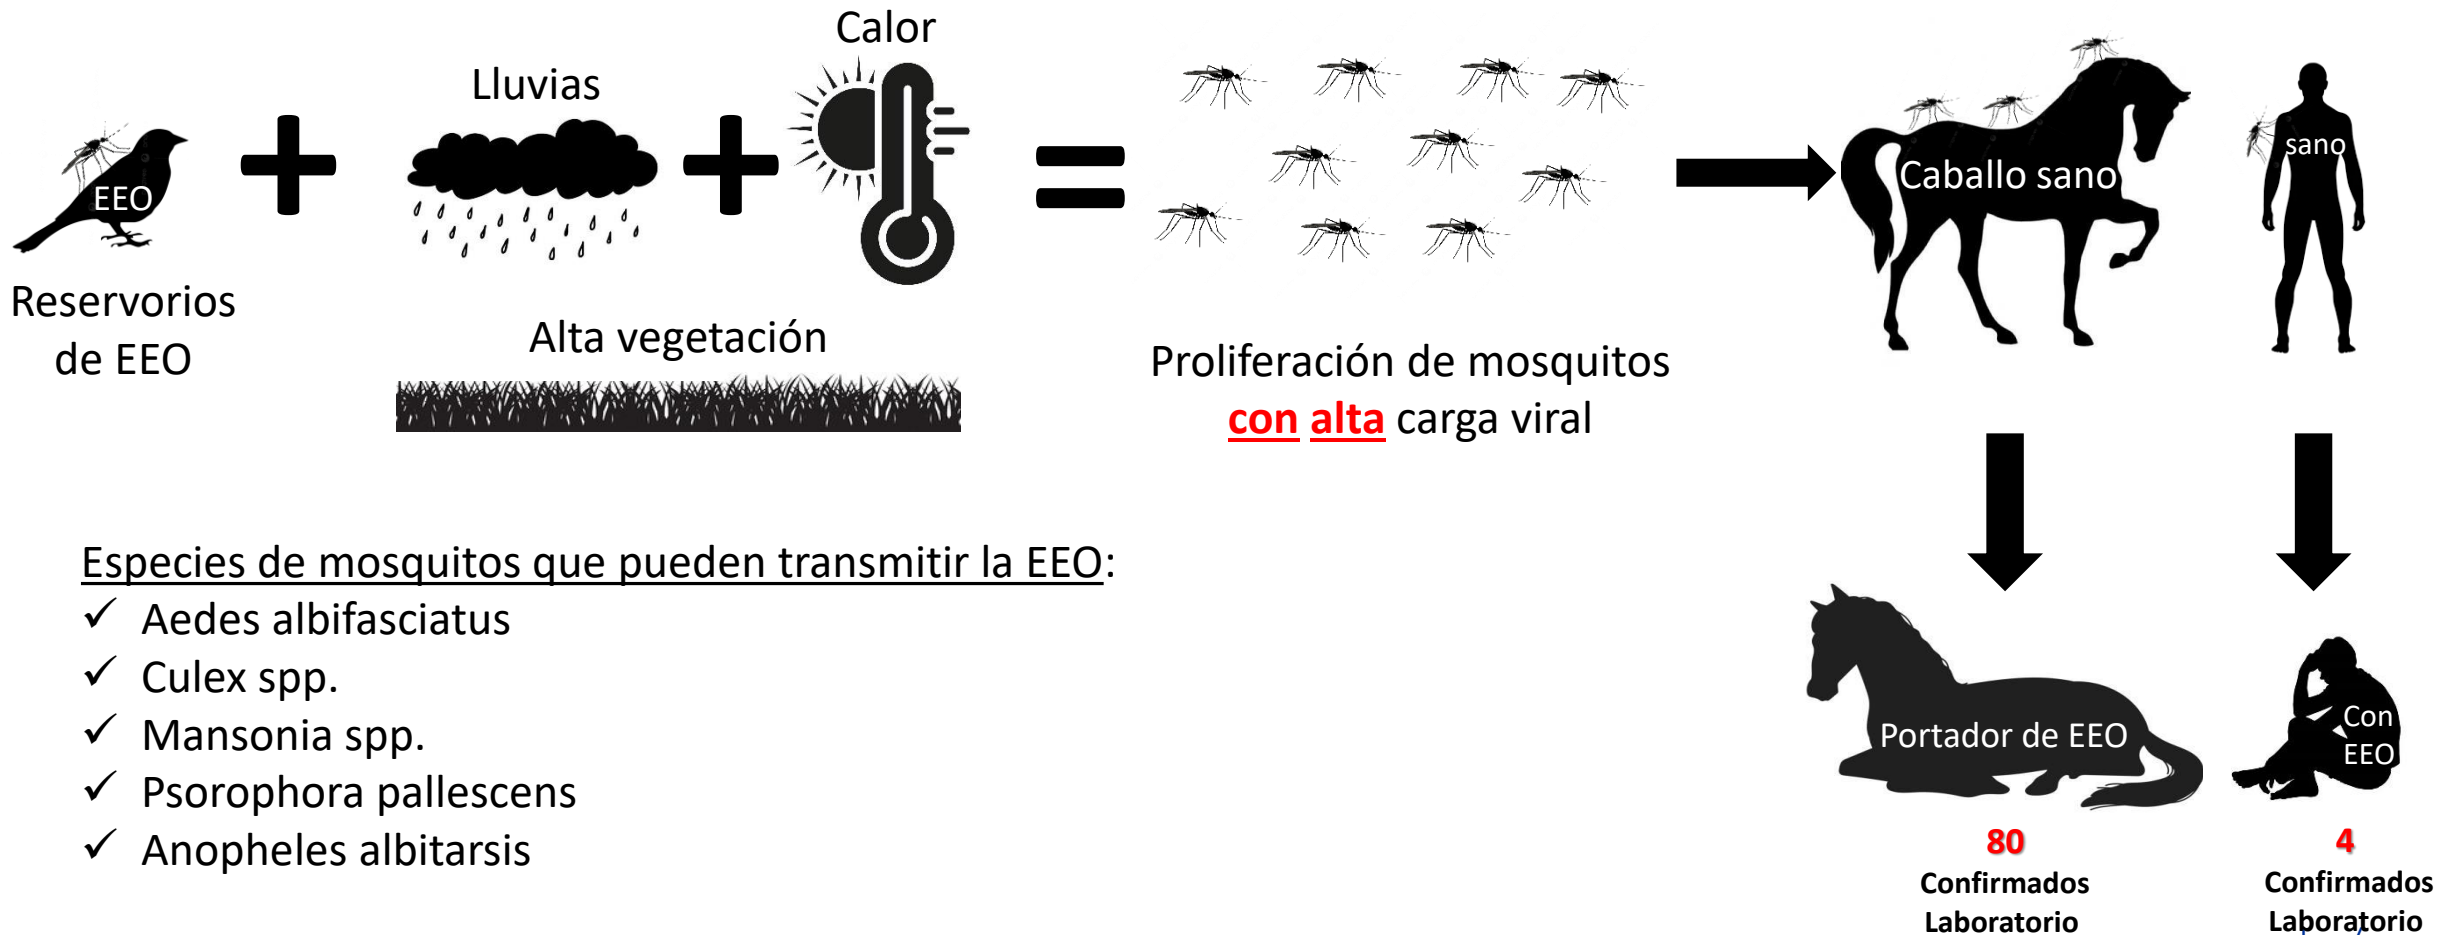 Calor
Lluvias
EEO
Reservorios
de EEO
Alta vegetación
Proliferación de mosquitos
con alta carga viral
Caballo sano
sano
Especies de mosquitos que pueden transmitir la EEO:
✓ Aedes albifasciatus
✓ Culex spp.
✓ Mansonia spp.
✓ Psorophora pallescens
✓ Anopheles albitarsis
Portador de EEO
80
Confirmados
Laboratorio
Con
EEO
4
Confirmados
Laboratorio